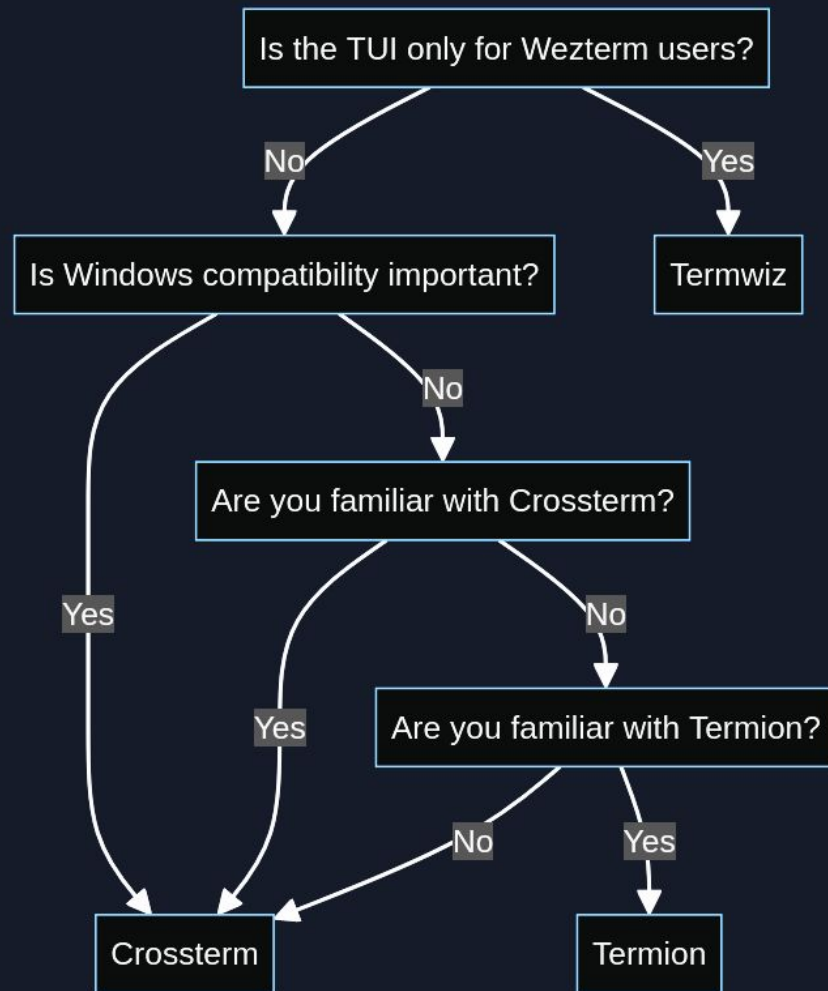 Is the TUI only for Wezterm users?
No
Yes
Is Windows compatibility important?
Termwiz
No
Are you familiar with Crossterm?
Yes
No
Yes
Are you familiar with Termion?
No
Yes
Crossterm
Termion